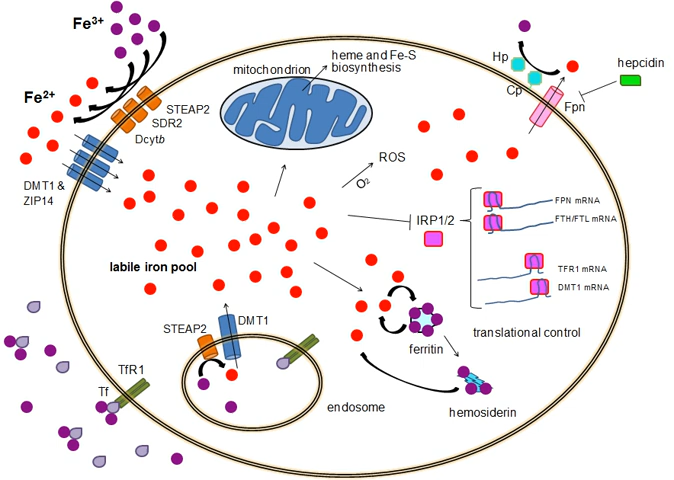 Fe3+
Hp
hepcidin
heme and Fe-S
biosynthesis
mitochondrion
Cp
Fpn
Fe2+
STEAP2
SDR2
Dcytb
ROS
O2
DMT1 &
ZIP14
IRP1/2
FPN mRNA
FTH/FTL mRNA
labile iron pool
TFR1 mRNA
DMT1 mRNA
STEAP2
DMT1
translational control
ferritin
TfR1
Tf
endosome
hemosiderin